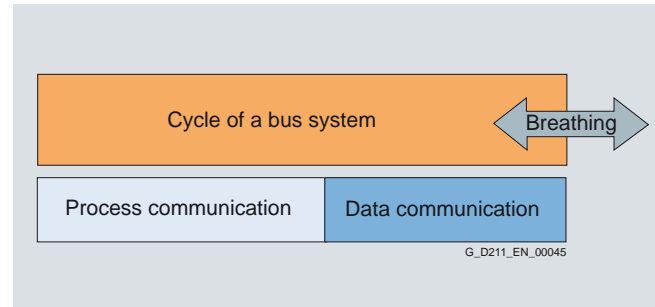 Cycle of a bus system
Breathing
Process communication
Data communication
G_D211_EN_00045